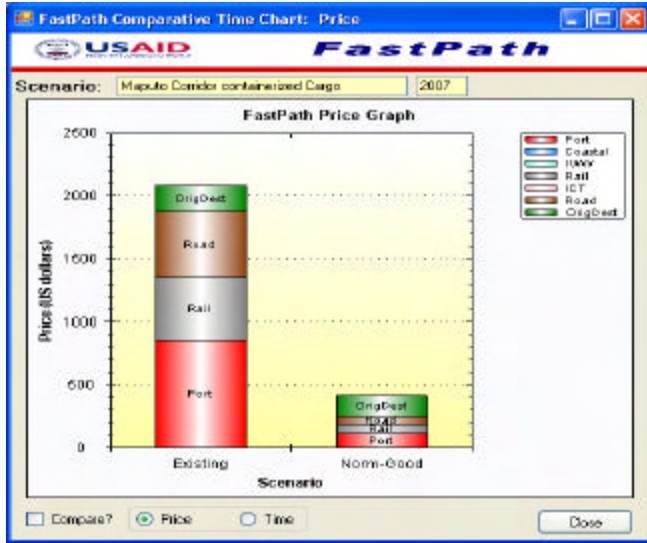 FastPath Comparative Time Chart: Price
USAID
FastPath
Scenario:
Maputo Corridor containerized Cargo
2007
FastPath Price Graph
2500
2000
1500
1000
500
0
Price (US dollars)
OrigDest
Road
Rail
Port
OrigDest
Road
Rail
Port
Existing
Norm-Good
Scenario
Port
Coastal
Rail
ICT
Road
OrigDest
Compare?
Price
Time
Close